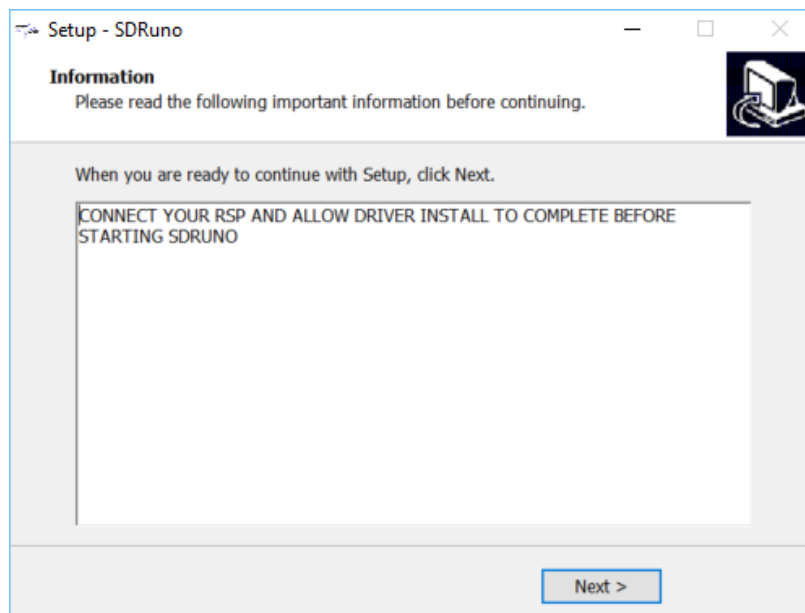 Setup - SDRuno
Information
Please read the following important information before continuing.
When you are ready to continue with Setup, click Next.
CONNECT YOUR RSP AND ALLOW DRIVER INSTALL TO COMPLETE BEFORE
STARTING SDRUNO
Next >